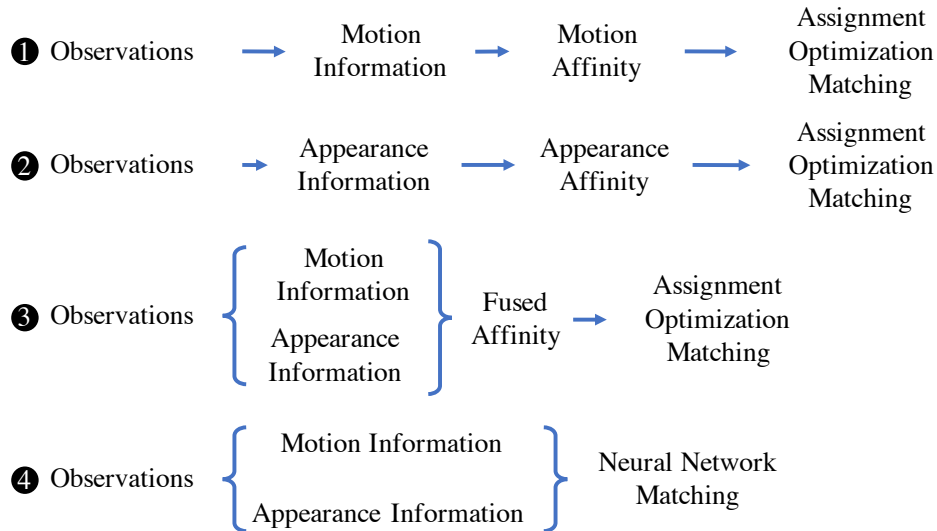 ❶ Observations
Motion
Information
Motion
Affinity
Assignment
Optimization
Matching
❷ Observations
Appearance
Information
Appearance
Affinity
Assignment
Optimization
Matching
❸ Observations
Motion
Information
Appearance
Information
Fused
Affinity
Assignment
Optimization
Matching
❹ Observations
Motion Information
Appearance Information
Neural Network
Matching